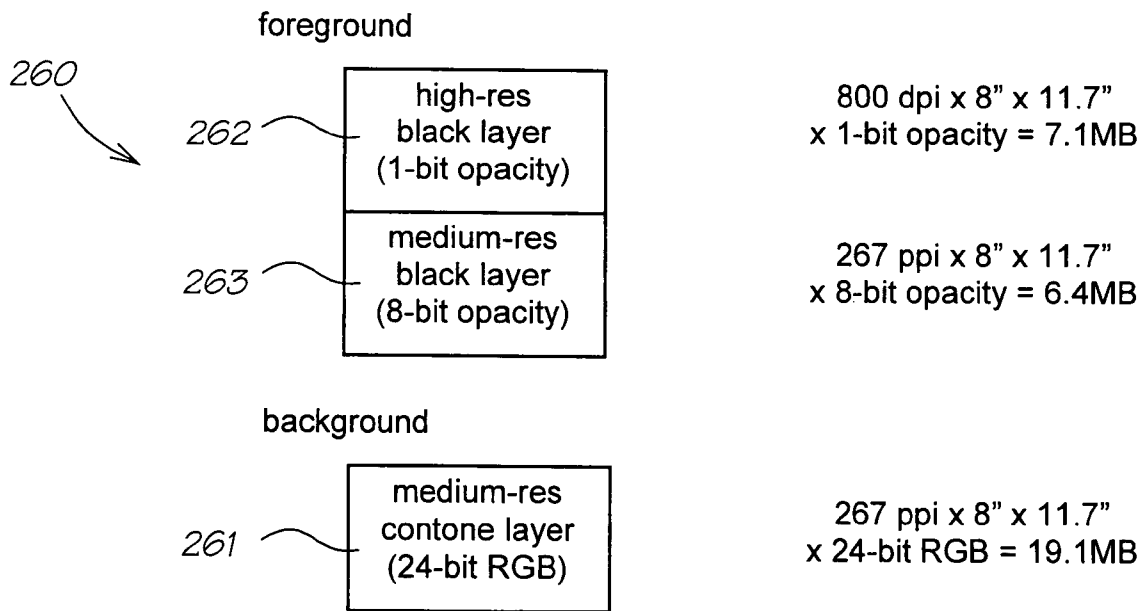 foreground
260
262
high-res
black layer
(1-bit opacity)
800 dpi x 8” x 11.7”
x 1-bit opacity = 7.1MB
263
medium-res
black layer
(8-bit opacity)
267 ppi x 8” x 11.7”
x 8-bit opacity = 6.4MB
background
261
medium-res
contone layer
(24-bit RGB)
267 ppi x 8” x 11.7”
x 24-bit RGB = 19.1MB